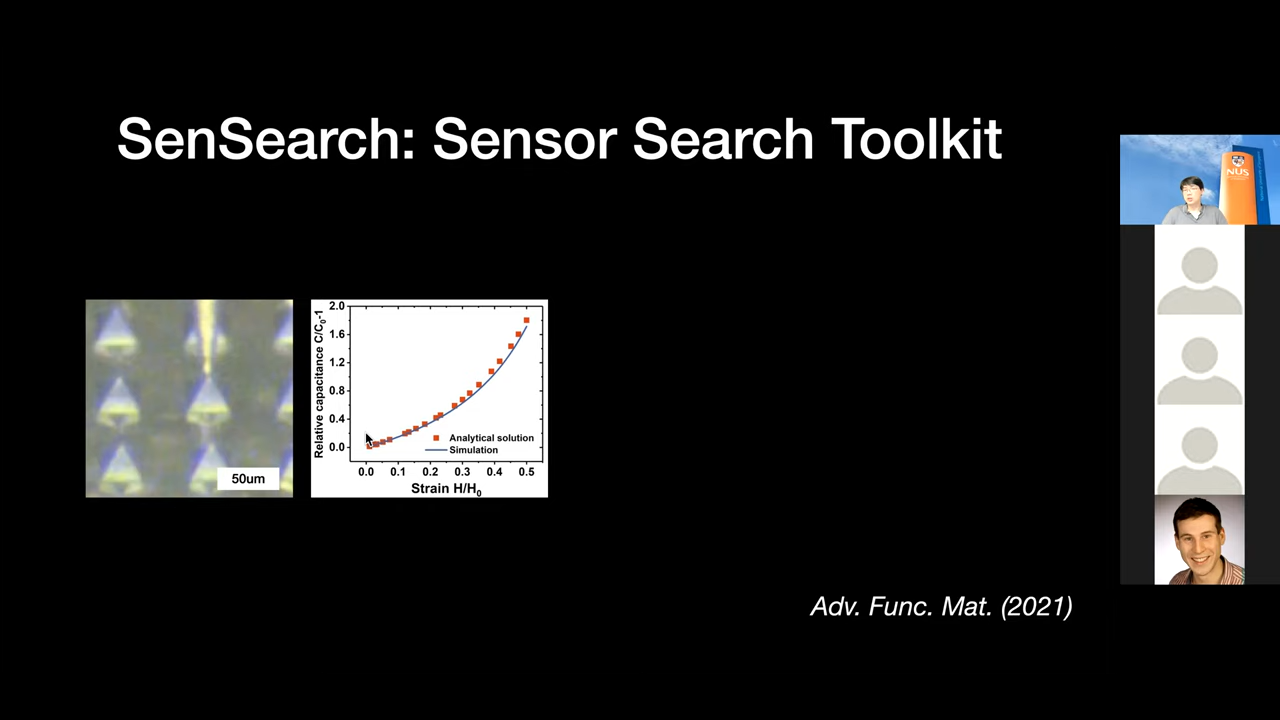 SenSearch: Sensor Search Toolkit
NUS
50um
Relative capacitance C/C₀-1
2.0
1.6
1.2
0.8
0.4
0.0
Analytical solution
Simulation
0.0 0.1 0.2 0.3 0.4 0.5
Strain H/H₀
Adv. Func. Mat. (2021)